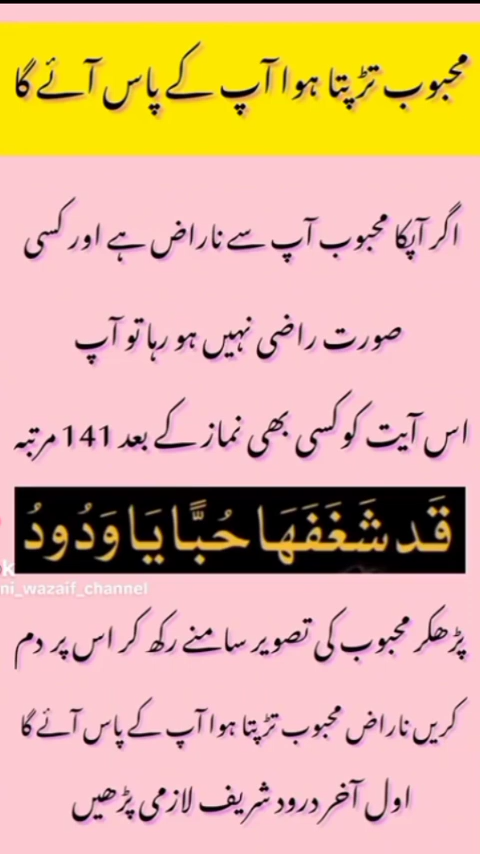 محبوب تڑپتا ہوا آپ کے پاس آئے گا
اگر آپکا محبوب آپ سے ناراض ہے اور کسی
صورت راضی نہیں ہو رہا تو آپ
اس آیت کو کسی بھی نماز کے بعد 141 مرتبہ
قَد شَغَفَهَا حُبًّا يَا وَدُودُ
k
ni_wazaif_channel
پڑھکر محبوب کی تصویر سامنے رکھ کر اس پر دم
کریں ناراض محبوب تڑپتا ہوا آپ کے پاس آئے گا
اول آخر درود شریف لازمی پڑھیں